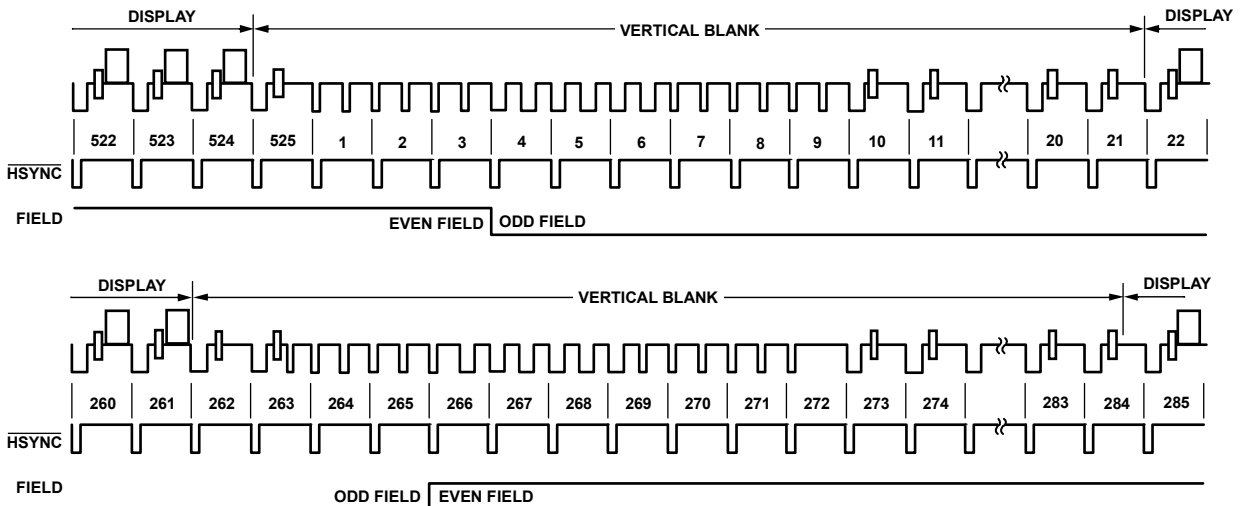 DISPLAY VERTICAL BLANK DISPLAY
522 523 524 525 1 2 3 4 5 6 7 8 9 10 11 20 21 22
HSYNC
FIELD EVEN FIELD ODD FIELD
DISPLAY VERTICAL BLANK DISPLAY
260 261 262 263 264 265 266 267 268 269 270 271 272 273 274 283 284 285
HSYNC
FIELD ODD FIELD EVEN FIELD